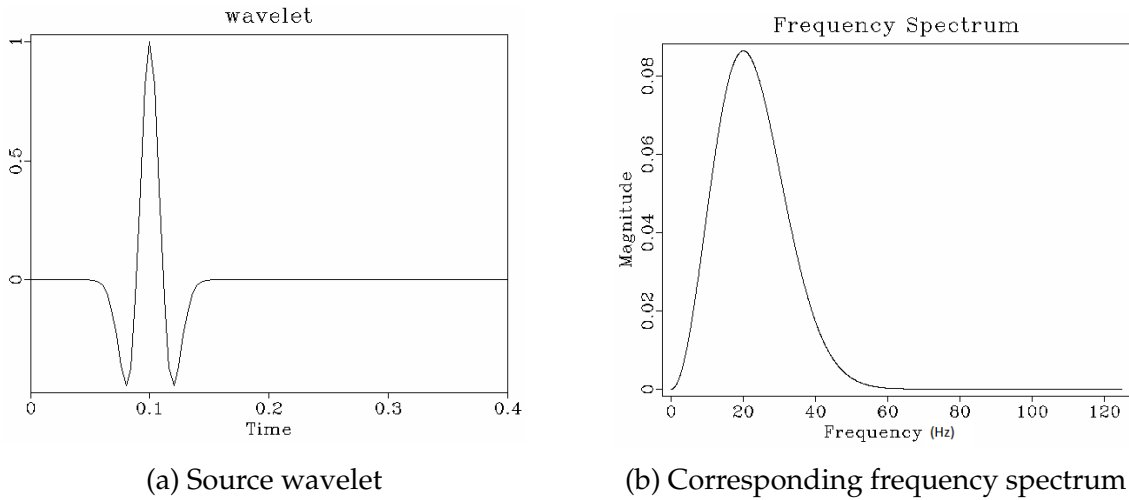 wavelet
1
0.5
0
0 0.1 0.2 0.3 0.4
Time
(a) Source wavelet
Frequency Spectrum
Magnitude
0.08
0.06
0.04
0.02
0
0 20 40 60 80 100 120
Frequency (Hz)
(b) Corresponding frequency spectrum